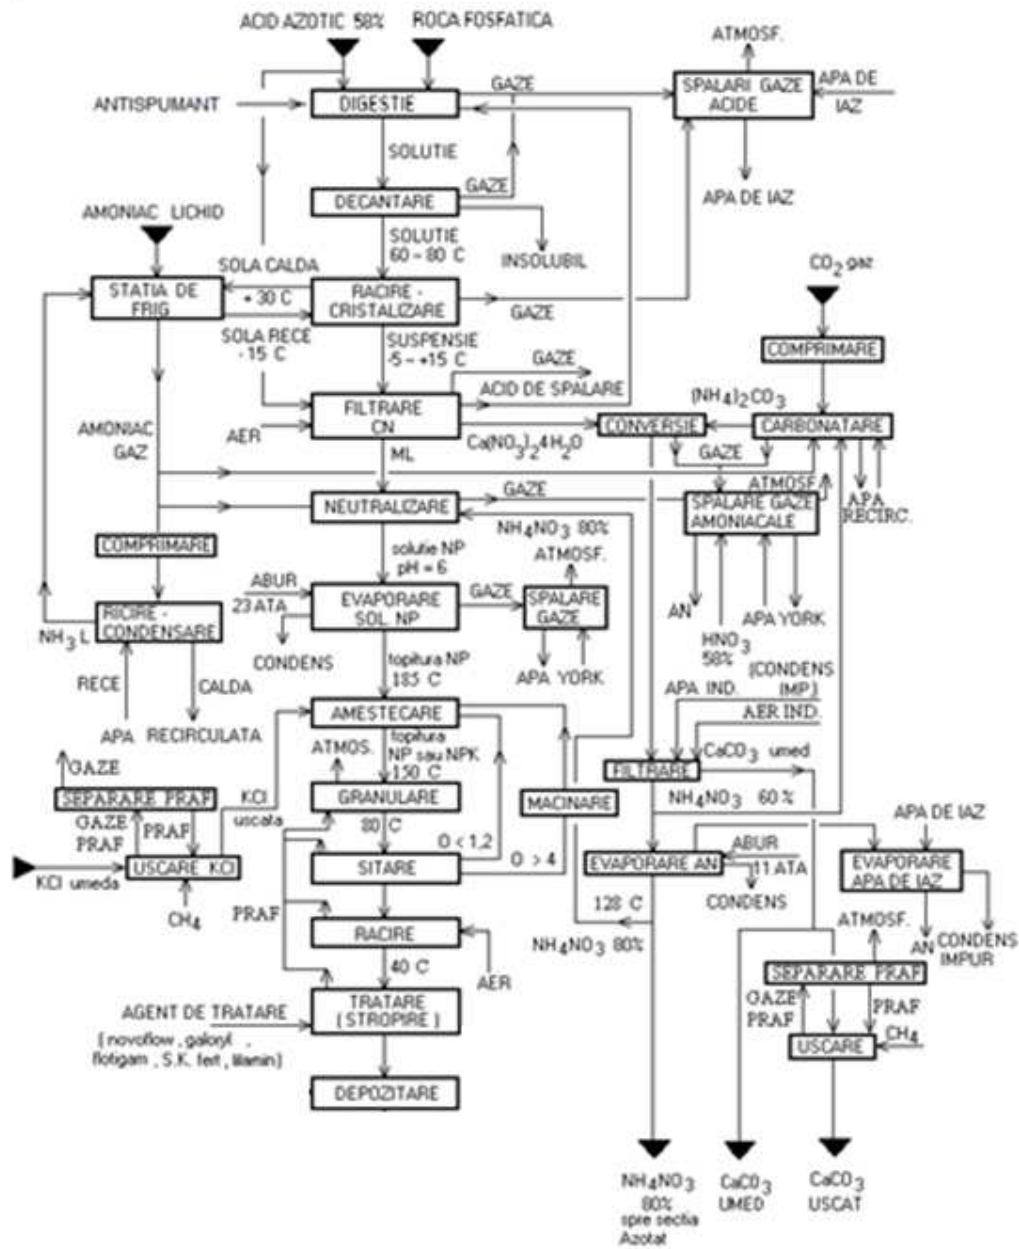 ACID AZOTIC 58%
ROCA FOSFATICA
ATMOSF.
GAZE
SPALARI GAZE
ACIDE
APA DE
IAZ
ANTISPUMANT
DIGESTIE
SOLUTIE
GAZE
DECANTARE
APA DE IAZ
AMONIAC LICHID
SOLUTIE
60-80 C
INSOLUBIL
CO2 gaz
SOLA CALDA
+30 C
STATIA DE
FRIG
RACIRE -
CRISTALIZARE
GAZE
SOLA RECE
-15 C
SUSPENSIE
-5 - +15 C
COMPRIMARE
GAZE
ACID DE SPALARE
(NH4)2CO3
FILTRARE
CN
CONVERSIE
CARBONATARE
AMONIAC
GAZ
AER
Ca(NO3)2 4H2O
ML
GAZE
ATMOSF.
GAZE
NEUTRALIZARE
SPALARE GAZE
AMONIACALE
APA
RECIRC.
NH4NO3 80%
COMPRIMARE
solutie NP
pH = 6
ATMOSF.
ABUR
23 ATA
EVAPORARE
SOL. NP
GAZE
SPALARE
GAZE
AN
APA YORK
HNO3
58%
RICIRE -
CONDENSARE
NH3 L
CONDENS
topitura NP
185 C
APA YORK
(CONDENS
IMP.)
APA IND.
RECE
CALDA
AMESTECARE
AER IND.
APA RECIRCULATA
ATMOS.
topitura
NP sau NPK
150 C
CaCO3 umed
GAZE
FILTRARE
SEPARARE PRAF
KCl
uscata
GRANULARE
MACINARE
NH4NO3 60%
APA DE IAZ
GAZE
PRAF
PRAF
80 C
O < 1,2
SITARE
O > 4
ABUR
11 ATA
EVAPORARE AN
EVAPORARE
APA DE IAZ
USCARE KCl
KCl umeda
CONDENS
CH4
PRAF
128 C
ATMOSF.
RACIRE
NH4NO3 80%
AN
CONDENS
IMPUR
40 C
AER
SEPARARE PRAF
TRATARE
( STROPIRE )
AGENT DE TRATARE
GAZE
PRAF
PRAF
[ novoflow , galoryl ,
flotigam , S.K. fert , lilamin]
USCARE
CH4
DEPOZITARE
NH4NO3
80%
spre sectia
Azotat
CaCO3
UMED
CaCO3
USCAT